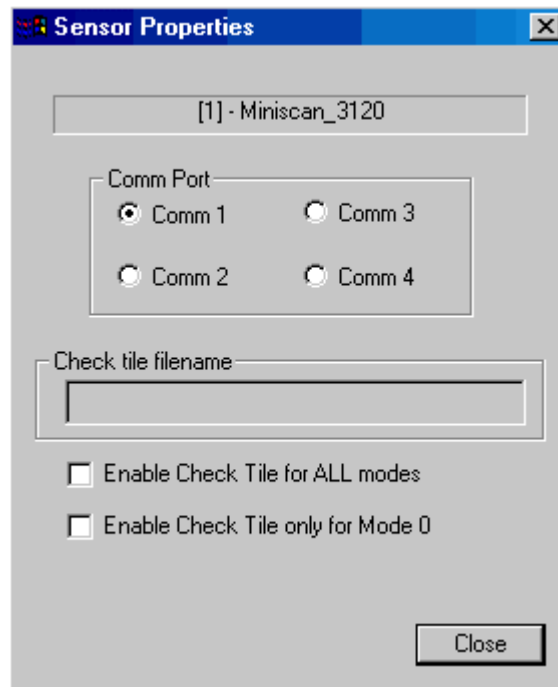 Sensor Properties
[1] - Miniscan_3120
Comm Port
Comm 1
Comm 3
Comm 2
Comm 4
Check tile filename
Enable Check Tile for ALL modes
Enable Check Tile only for Mode 0
Close